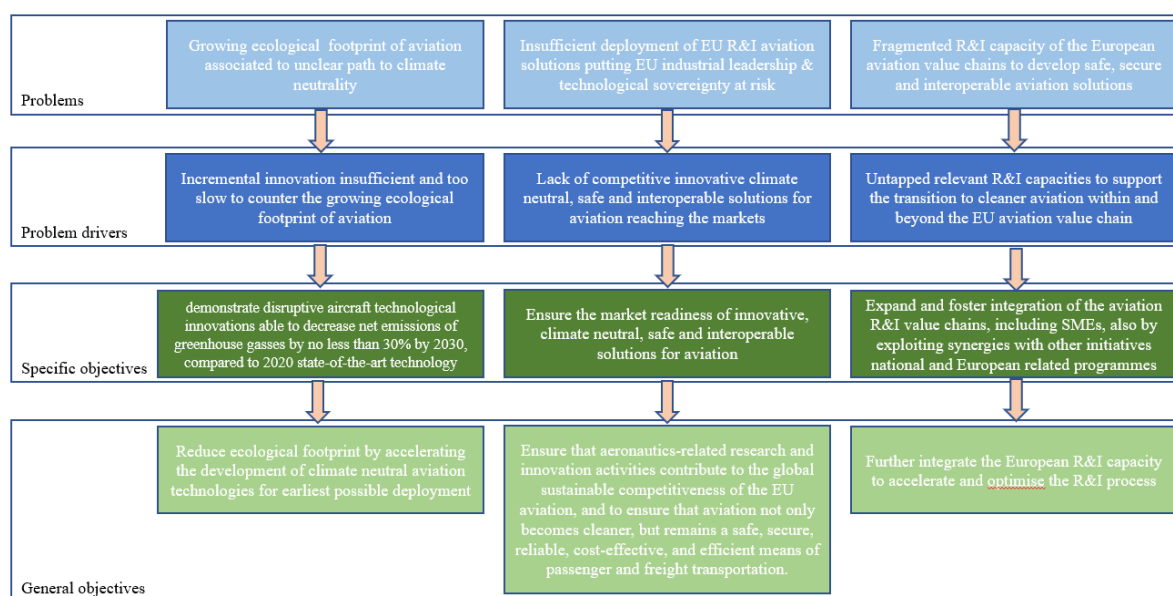 Growing ecological footprint of aviation
associated to unclear path to climate
neutrality
Insufficient deployment of EU R&I aviation
solutions putting EU industrial leadership &
technological sovereignty at risk
Fragmented R&I capacity of the European
aviation value chains to develop safe, secure
and interoperable aviation solutions
Problems
Incremental innovation insufficient and too
slow to counter the growing ecological
footprint of aviation
Lack of competitive innovative climate
neutral, safe and interoperable solutions for
aviation reaching the markets
Untapped relevant R&I capacities to support
the transition to cleaner aviation within and
beyond the EU aviation value chain
Problem drivers
demonstrate disruptive aircraft technological
innovations able to decrease net emissions of
greenhouse gasses by no less than 30% by 2030,
compared to 2020 state-of-the-art technology
Ensure the market readiness of innovative,
climate neutral, safe and interoperable
solutions for aviation
Expand and foster integration of the aviation
R&I value chains, including SMEs, also by
exploiting synergies with other initiatives
national and European related programmes
Specific objectives
Reduce ecological footprint by accelerating
the development of climate neutral aviation
technologies for earliest possible deployment
Ensure that aeronautics-related research and
innovation activities contribute to the global
sustainable competitiveness of the EU
aviation, and to ensure that aviation not only
becomes cleaner, but remains a safe, secure,
reliable, cost-effective, and efficient means of
passenger and freight transportation.
Further integrate the European R&I capacity
to accelerate and optimise the R&I process
General objectives